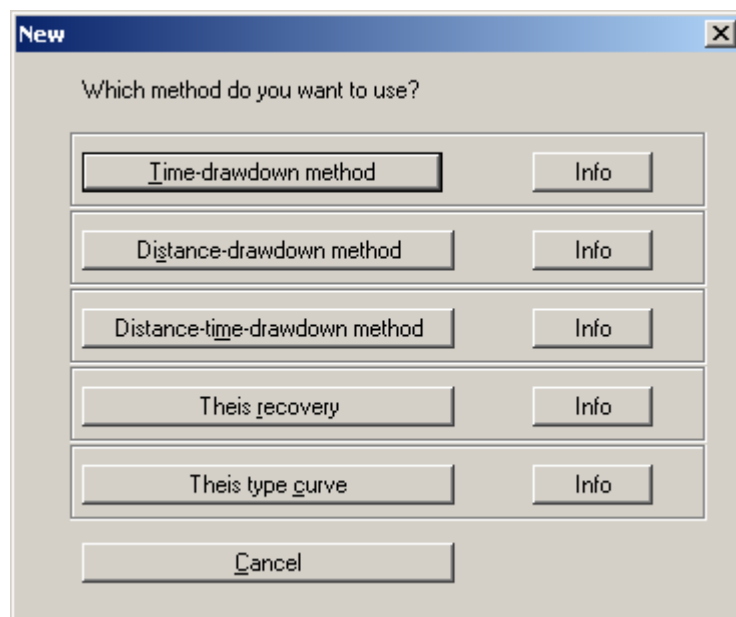 New
Which method do you want to use?
Time-drawdown method Info
Distance-drawdown method Info
Distance-time-drawdown method Info
Theis recovery Info
Theis type curve Info
Cancel